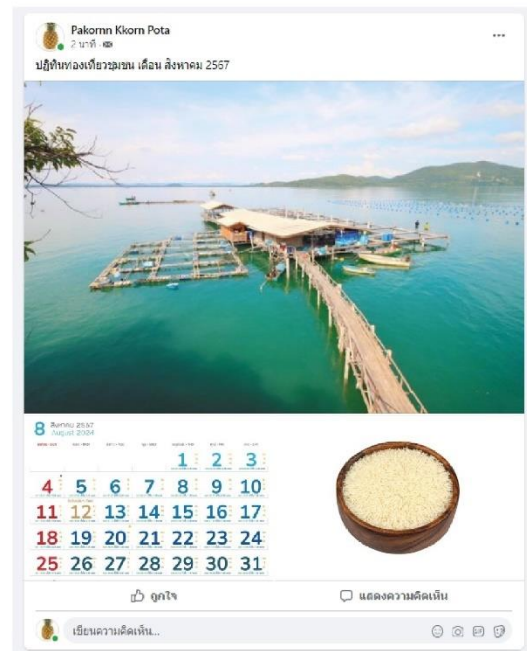 Pakornn Kkorn Pota
2 นาที
ปฏิทินท่องเที่ยวชุมชน เดือน สิงหาคม 2567
8 สิงหาคม 2567
August 2024
1 2 3
4 5 6 7 8 9 10
11 12 13 14 15 16 17
18 19 20 21 22 23 24
25 26 27 28 29 30 31
ถูกใจ
แสดงความคิดเห็น
เขียนความคิดเห็น...